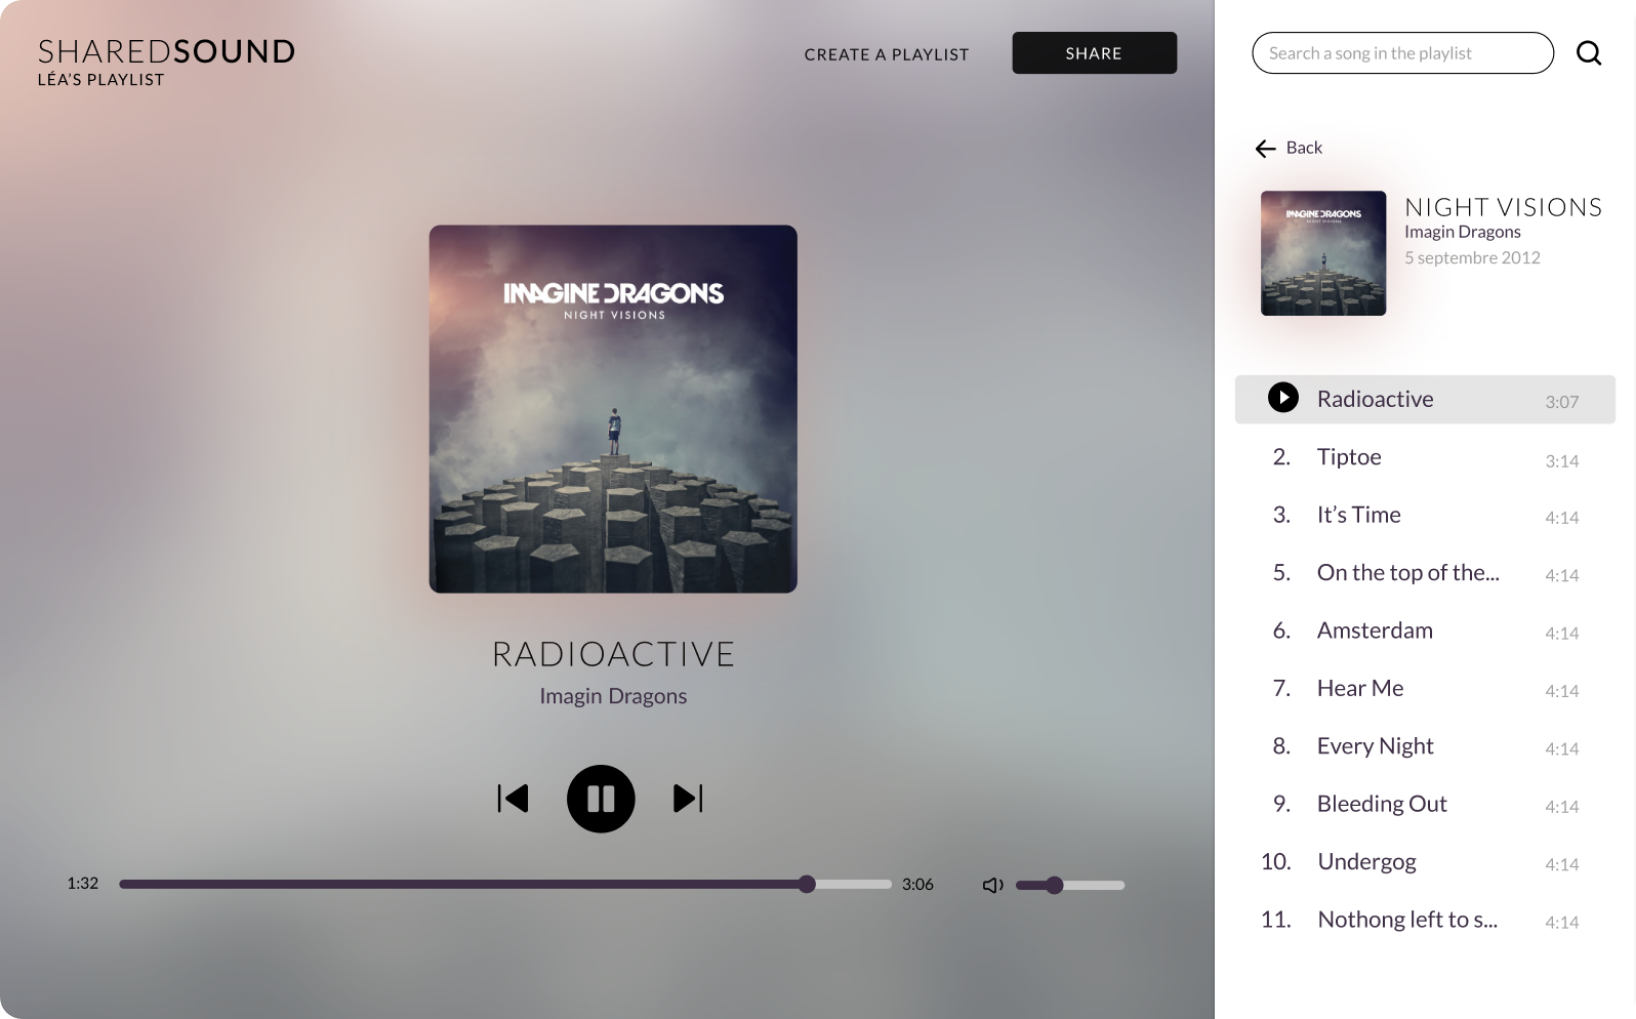 SHAREDSOUND
LÉA'S PLAYLIST
CREATE A PLAYLIST
SHARE
IMAGINE DRAGONS
NIGHT VISIONS
RADIOACTIVE
Imagin Dragons
1:32
3:06
Search a song in the playlist
Back
IMAGINE DRAGONS
NIGHT VISIONS
NIGHT VISIONS
Imagin Dragons
5 septembre 2012
Radioactive 3:07
2. Tiptoe 3:14
3. It’s Time 4:14
5. On the top of the... 4:14
6. Amsterdam 4:14
7. Hear Me 4:14
8. Every Night 4:14
9. Bleeding Out 4:14
10. Undergog 4:14
11. Nothong left to s... 4:14